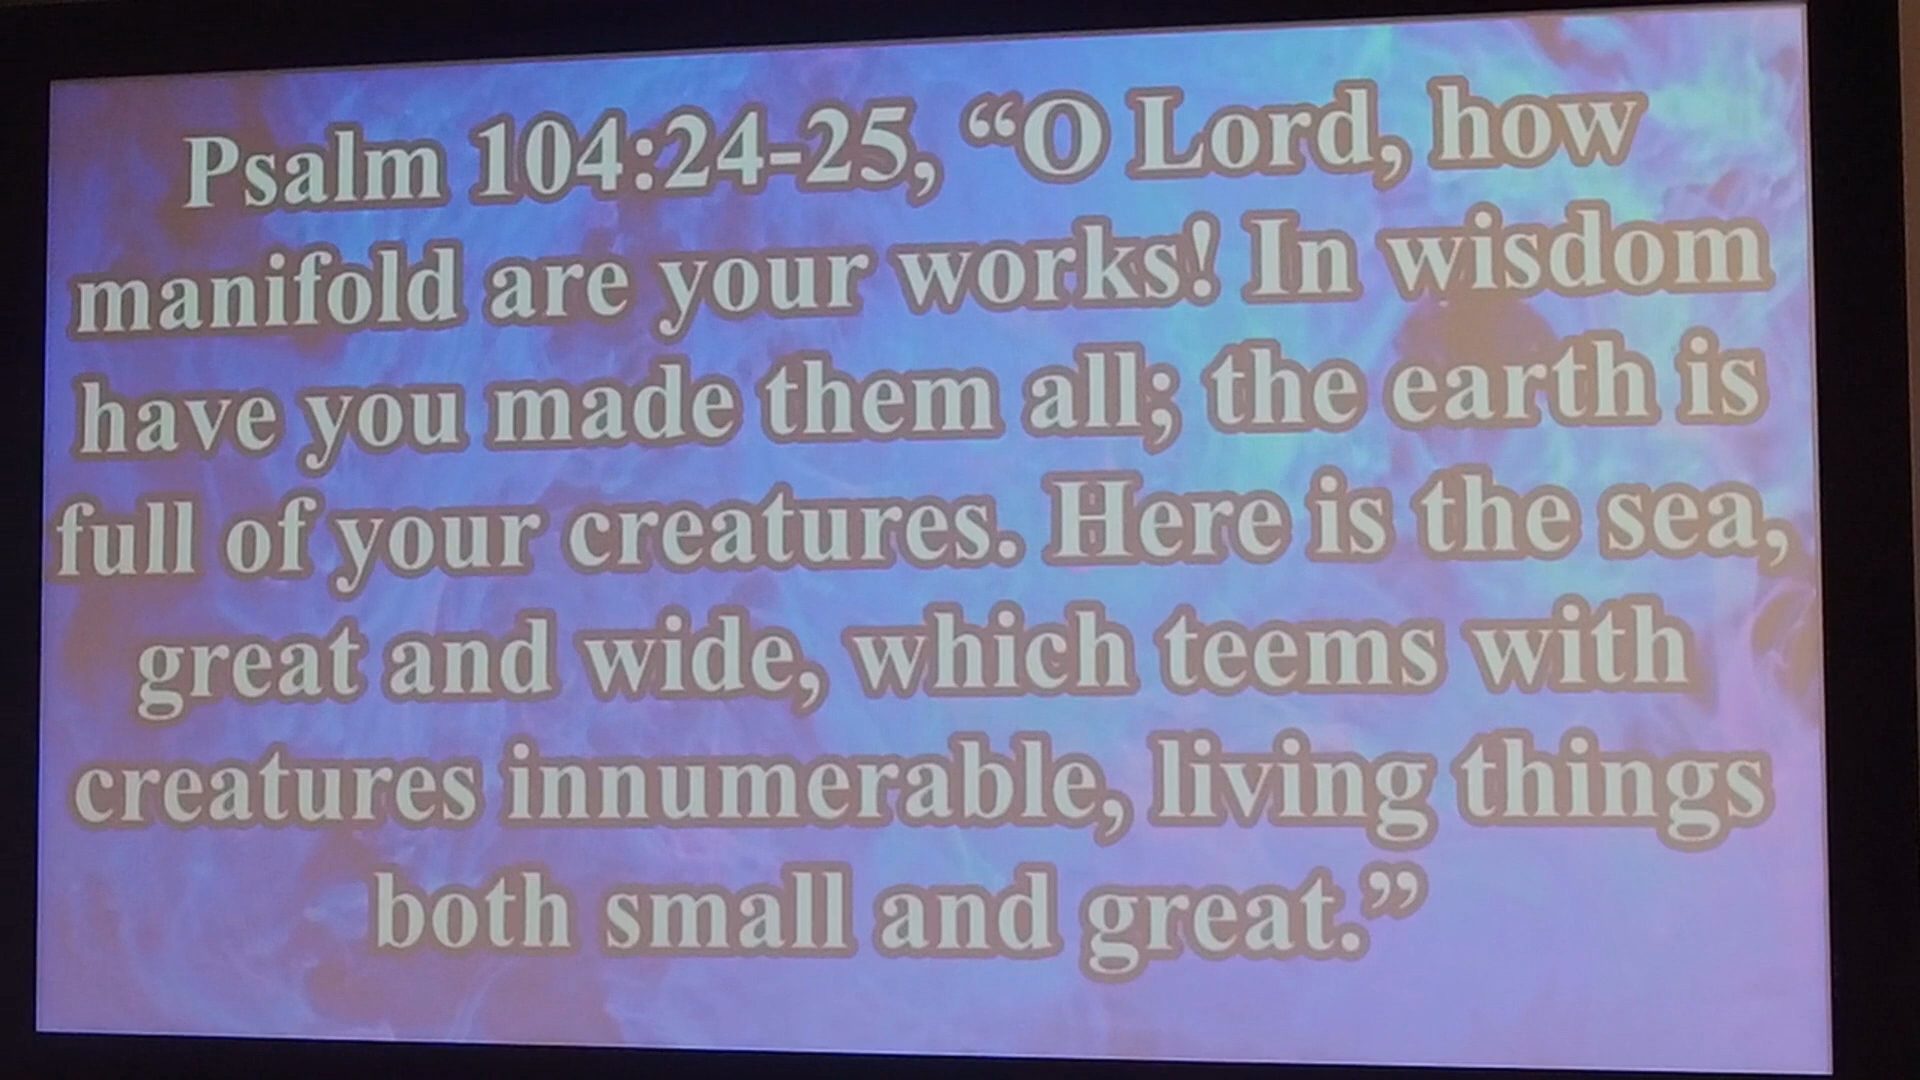 Psalm 104:24-25, “O Lord, how
manifold are your works! In wisdom
have you made them all; the earth is
full of your creatures. Here is the sea,
great and wide, which teems with
creatures innumerable, living things
both small and great.”